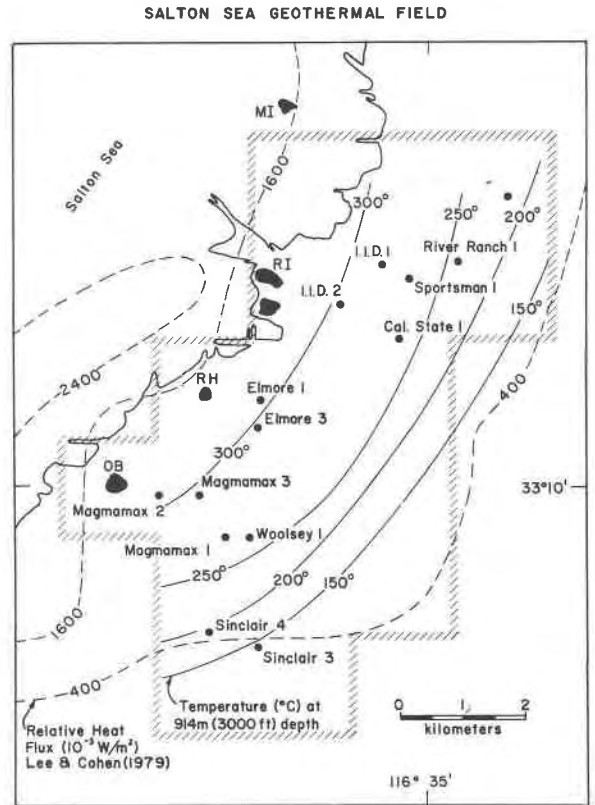 SALTON SEA GEOTHERMAL FIELD
MI
1600
Salton Sea
300°
250°
200°
I.I.D. 1
River Ranch 1
RI
Sportsman 1
I.I.D. 2
150°
Cal. State 1
2400
400
RH
Elmore 1
Elmore 3
300°
OB
Magmamax 3
33°10'
Magmamax 2
Magmamax 1
Woolsey 1
250°
200°
150°
1600
Sinclair 4
Sinclair 3
400
Temperature (°C) at
914m (3000 ft) depth
Relative Heat
Flux (10⁻³ W/m²)
Lee & Cohen (1979)
0 1 2
kilometers
116° 35'